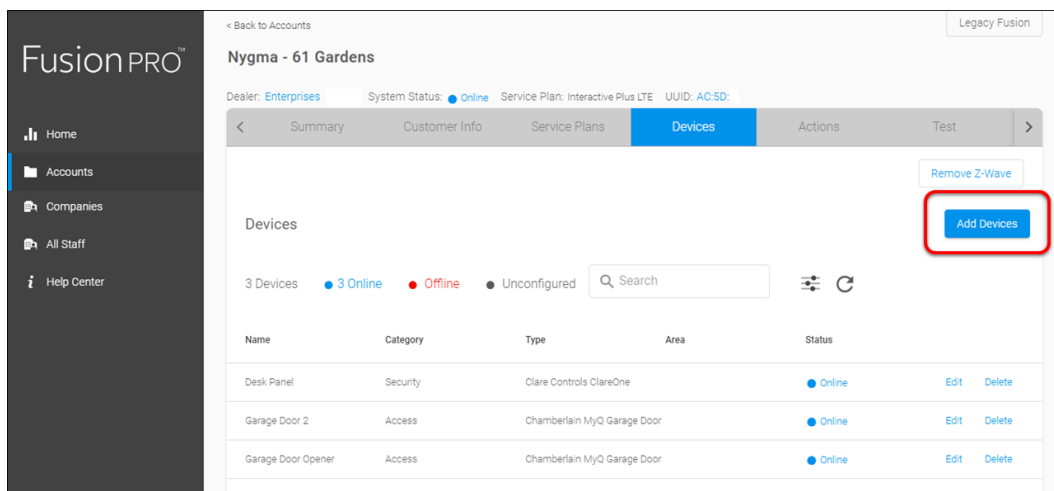 < Back to Accounts
Legacy Fusion
FusionPRO™
Nygma - 61 Gardens
Dealer: Enterprises System Status: Online Service Plan: Interactive Plus LTE UUID: AC:5D:
Summary Customer Info Service Plans Devices Actions Test
Home
Accounts
Companies
All Staff
Help Center
Remove Z-Wave
Devices
Add Devices
3 Devices 3 Online Offline Unconfigured Search
Name Category Type Area Status
Desk Panel Security Clare Controls ClareOne Online Edit Delete
Garage Door 2 Access Chamberlain MyQ Garage Door Online Edit Delete
Garage Door Opener Access Chamberlain MyQ Garage Door Online Edit Delete